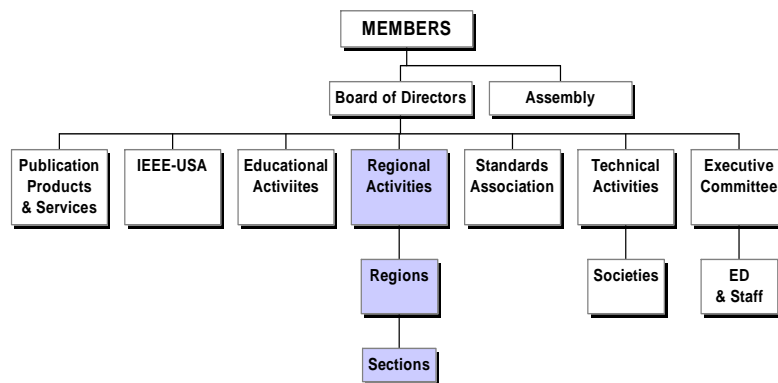 MEMBERS
Board of Directors
Assembly
Publication
Products
& Services
IEEE-USA
Educational
Activiites
Regional
Activities
Standards
Association
Technical
Activities
Executive
Committee
Regions
Societies
ED
& Staff
Sections